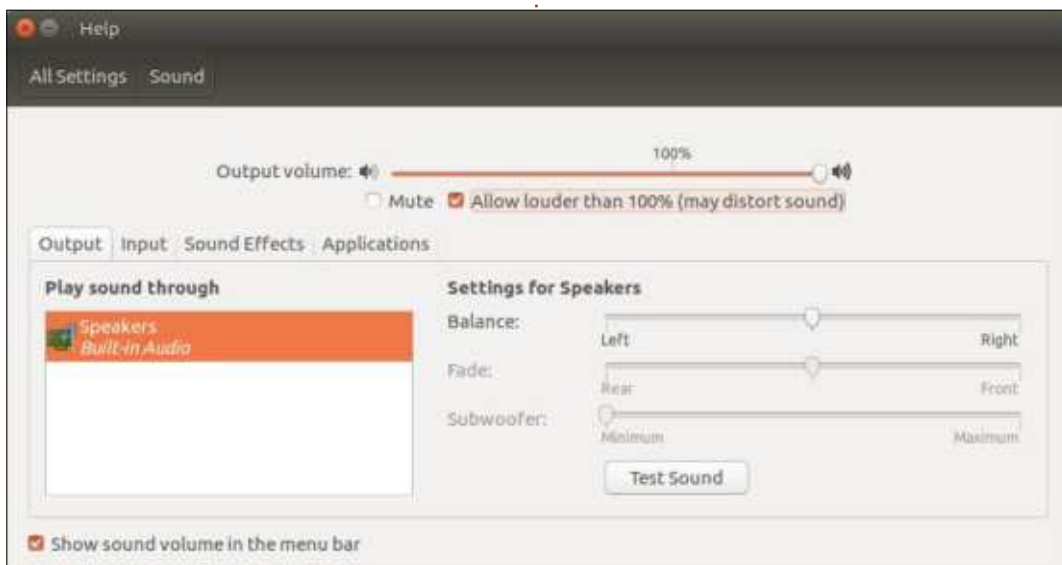 Help
All Settings Sound
100%
Output volume:
Mute Allow louder than 100% (may distort sound)
Output Input Sound Effects Applications
Play sound through
Speakers
Built-in Audio
Settings for Speakers
Balance:
Left Right
Fade:
Rear Front
Subwoofer:
Minimum Maximum
Test Sound
Show sound volume in the menu bar